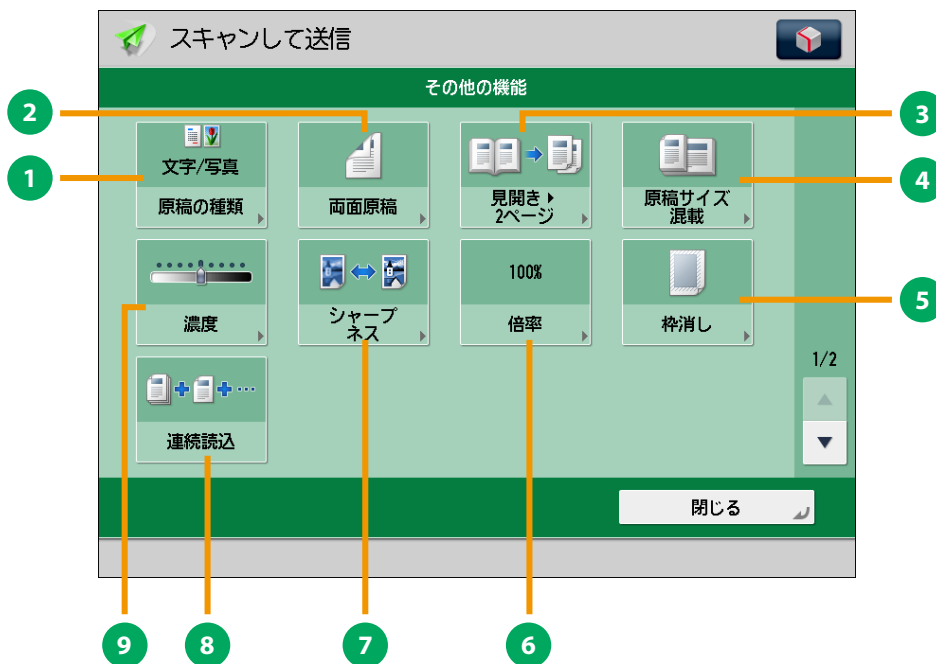 スキャンして送信
その他の機能
2
3
1
4
文字/写真
原稿の種類
両面原稿
見開き▶
2ページ
原稿サイズ
混載
濃度
シャープ
ネス
100%
倍率
枠消し
5
1/2
連続読込
閉じる
9
8
7
6